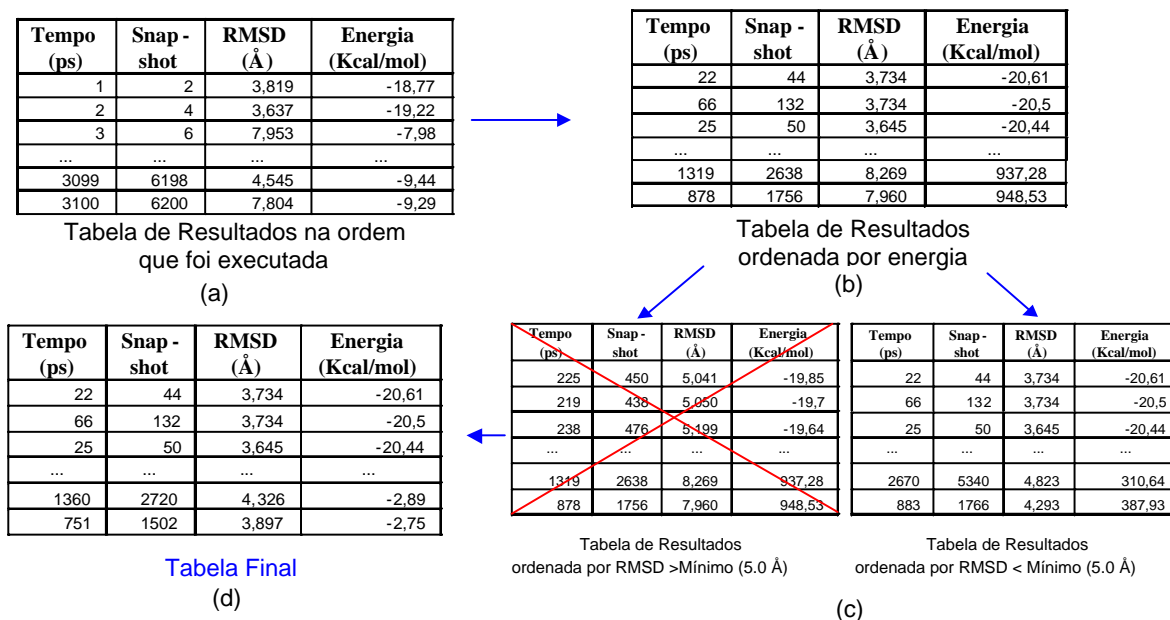 Tempo (ps) Snap - shot RMSD (Å) Energia (Kcal/mol)
1 2 3,819 -18,77
2 4 3,637 -19,22
3 6 7,953 -7,98
... ... ... ...
3099 6198 4,545 -9,44
3100 6200 7,804 -9,29
Tabela de Resultados na ordem
que foi executada
(a)
Tempo (ps) Snap - shot RMSD (Å) Energia (Kcal/mol)
22 44 3,734 -20,61
66 132 3,734 -20,5
25 50 3,645 -20,44
... ... ... ...
1319 2638 8,269 937,28
878 1756 7,960 948,53
Tabela de Resultados
ordenada por energia
(b)
Tempo (ps) Snap - shot RMSD (Å) Energia (Kcal/mol)
225 450 5,041 -19,85
219 438 5,050 -19,7
238 476 5,199 -19,64
... ... ... ...
1319 2638 8,269 937,28
878 1756 7,960 948,53
Tabela de Resultados
ordenada por RMSD >Mínimo (5.0 Å)
Tempo (ps) Snap - shot RMSD (Å) Energia (Kcal/mol)
22 44 3,734 -20,61
66 132 3,734 -20,5
25 50 3,645 -20,44
... ... ... ...
2670 5340 4,823 310,64
883 1766 4,293 387,93
Tabela de Resultados
ordenada por RMSD < Mínimo (5.0 Å)
(c)
Tempo (ps) Snap - shot RMSD (Å) Energia (Kcal/mol)
22 44 3,734 -20,61
66 132 3,734 -20,5
25 50 3,645 -20,44
... ... ... ...
1360 2720 4,326 -2,89
751 1502 3,897 -2,75
Tabela Final
(d)